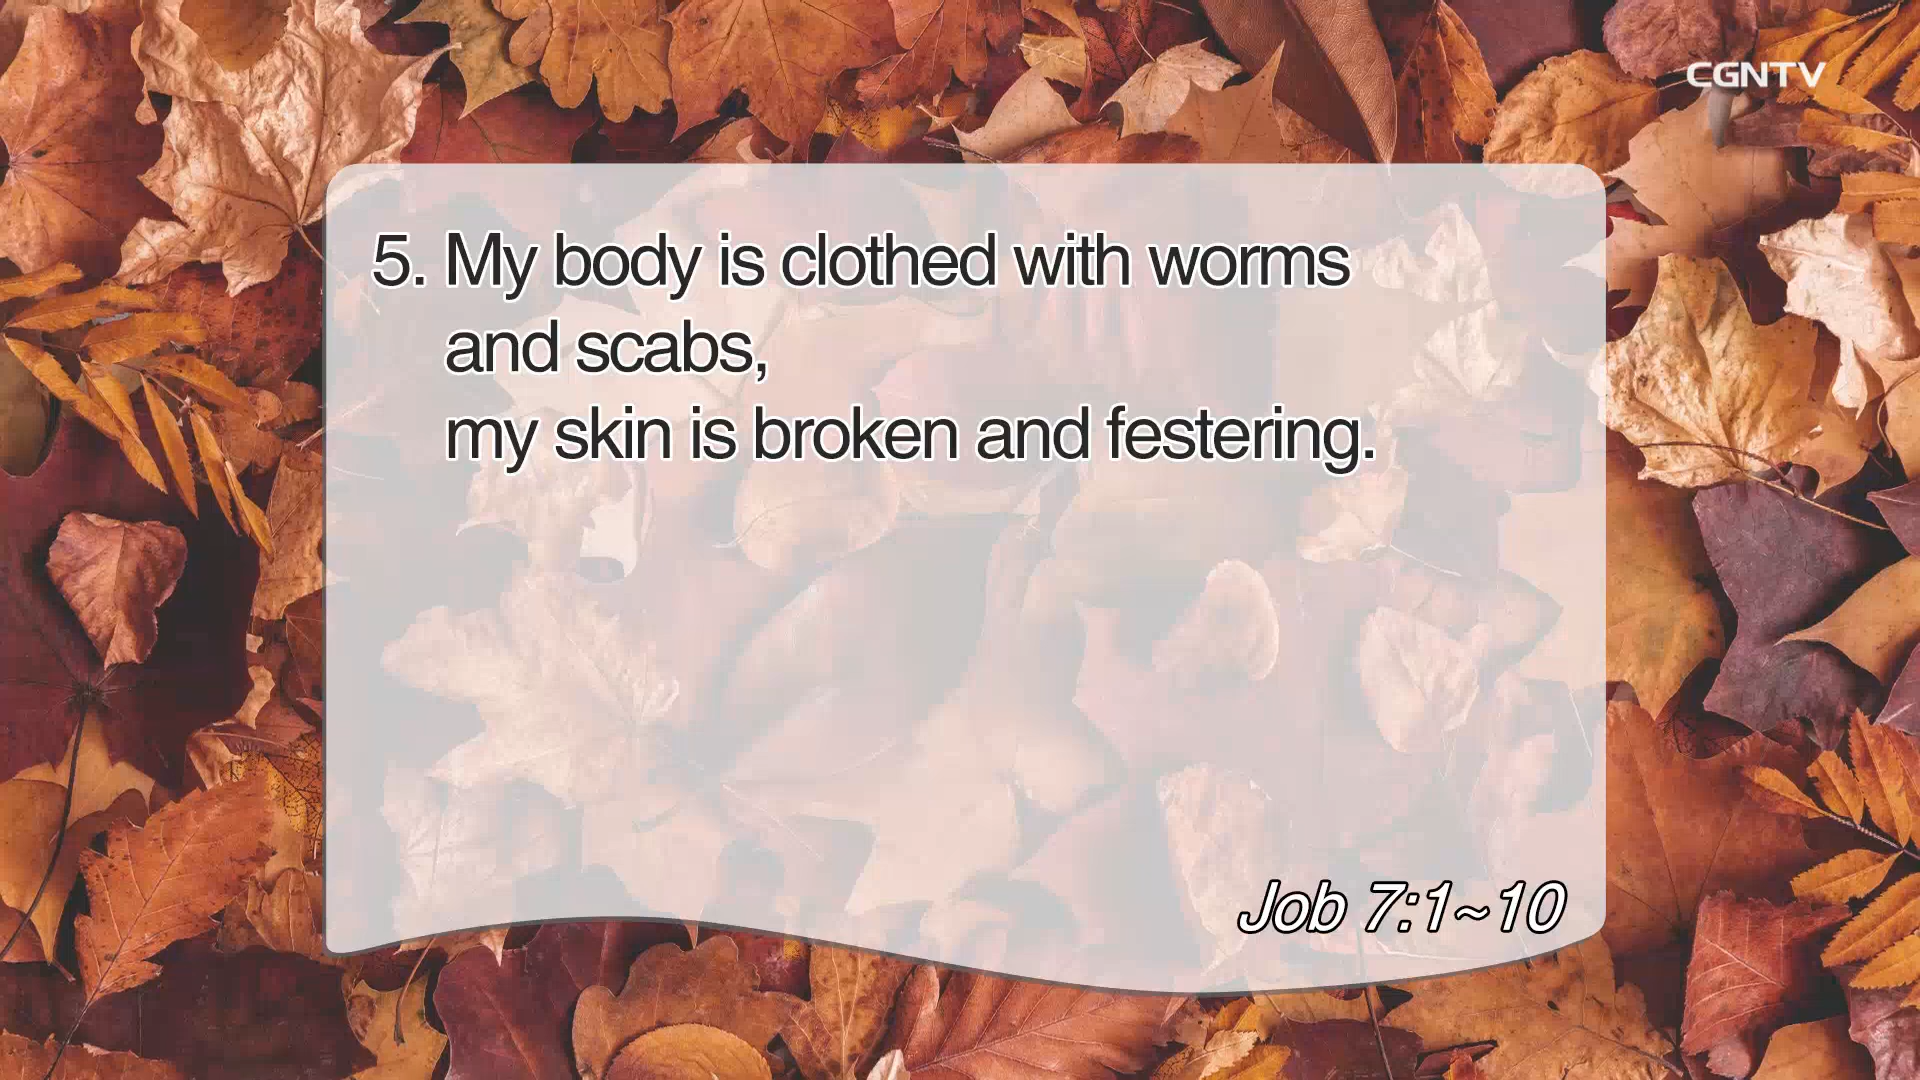 CGNTV
5. My body is clothed with worms
and scabs,
my skin is broken and festering.
Job 7:1~10